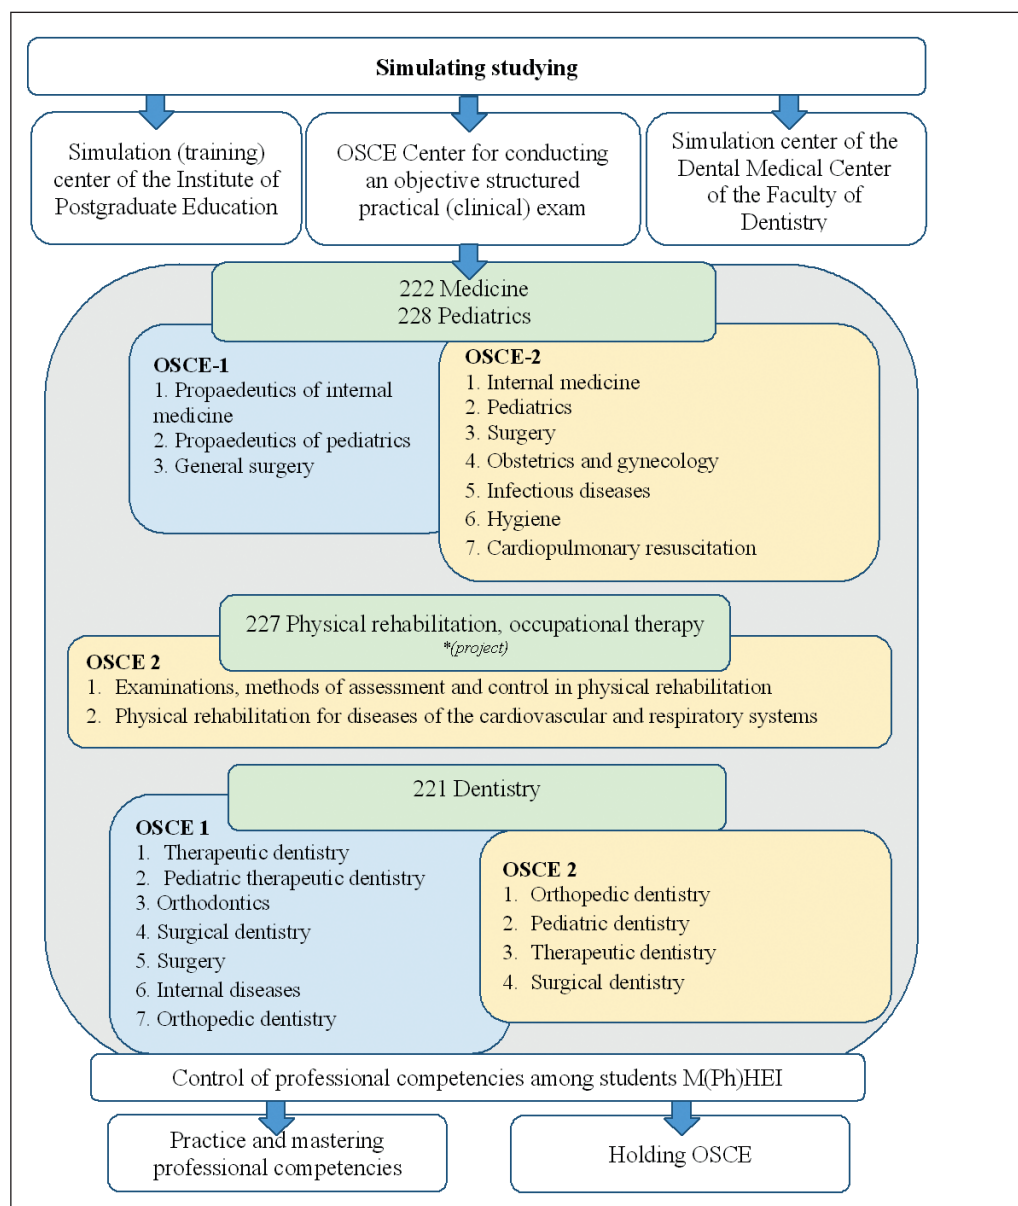 Simulating studying
Simulation (training)
center of the Institute of
Postgraduate Education
OSCE Center for conducting
an objective structured
practical (clinical) exam
Simulation center of the
Dental Medical Center
of the Faculty of
Dentistry
222 Medicine
228 Pediatrics
OSCE-1
1. Propaedeutics of internal
medicine
2. Propaedeutics of pediatrics
3. General surgery
OSCE-2
1. Internal medicine
2. Pediatrics
3. Surgery
4. Obstetrics and gynecology
5. Infectious diseases
6. Hygiene
7. Cardiopulmonary resuscitation
227 Physical rehabilitation, occupational therapy
*(project)
OSCE 2
1. Examinations, methods of assessment and control in physical rehabilitation
2. Physical rehabilitation for diseases of the cardiovascular and respiratory systems
221 Dentistry
OSCE 1
1. Therapeutic dentistry
2. Pediatric therapeutic dentistry
3. Orthodontics
4. Surgical dentistry
5. Surgery
6. Internal diseases
7. Orthopedic dentistry
OSCE 2
1. Orthopedic dentistry
2. Pediatric dentistry
3. Therapeutic dentistry
4. Surgical dentistry
Control of professional competencies among students M(Ph)HEI
Practice and mastering
professional competencies
Holding OSCE